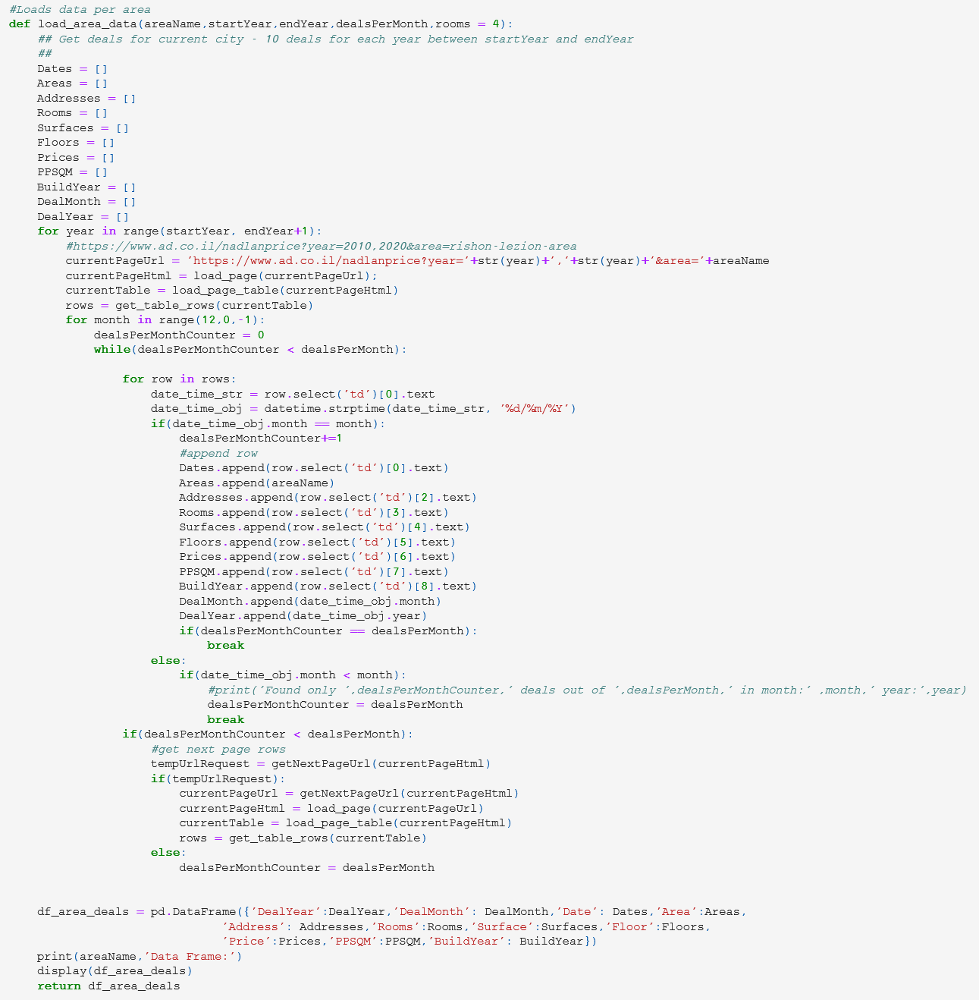 #Loads data per area
def load_area_data(areaName,startYear,endYear,dealsPerMonth,rooms = 4):
    ## Get deals for current city - 10 deals for each year between startYear and endYear
    ##
    Dates = []
    Areas = []
    Addresses = []
    Rooms = []
    Surfaces = []
    Floors = []
    Prices = []
    PPSQM = []
    BuildYear = []
    DealMonth = []
    DealYear = []
    for year in range(startYear, endYear+1):
        #https://www.ad.co.il/nadlanprice?year=2010,2020&area=rishon-lezion-area
        currentPageUrl = 'https://www.ad.co.il/nadlanprice?year='+str(year)+','+str(year)+'&area='+areaName
        currentPageHtml = load_page(currentPageUrl);
        currentTable = load_page_table(currentPageHtml)
        rows = get_table_rows(currentTable)
        for month in range(12,0,-1):
            dealsPerMonthCounter = 0
            while(dealsPerMonthCounter < dealsPerMonth):
                for row in rows:
                    date_time_str = row.select('td')[0].text
                    date_time_obj = datetime.strptime(date_time_str, '%d/%m/%Y')
                    if(date_time_obj.month == month):
                        dealsPerMonthCounter+=1
                        #append row
                        Dates.append(row.select('td')[0].text)
                        Areas.append(areaName)
                        Addresses.append(row.select('td')[2].text)
                        Rooms.append(row.select('td')[3].text)
                        Surfaces.append(row.select('td')[4].text)
                        Floors.append(row.select('td')[5].text)
                        Prices.append(row.select('td')[6].text)
                        PPSQM.append(row.select('td')[7].text)
                        BuildYear.append(row.select('td')[8].text)
                        DealMonth.append(date_time_obj.month)
                        DealYear.append(date_time_obj.year)
                        if(dealsPerMonthCounter == dealsPerMonth):
                            break
                    else:
                        if(date_time_obj.month < month):
                            #print('Found only ',dealsPerMonthCounter,' deals out of ',dealsPerMonth,' in month:' ,month,' year:',year)
                            dealsPerMonthCounter = dealsPerMonth
                            break
                if(dealsPerMonthCounter < dealsPerMonth):
                    #get next page rows
                    tempUrlRequest = getNextPageUrl(currentPageHtml)
                    if(tempUrlRequest):
                        currentPageUrl = getNextPageUrl(currentPageHtml)
                        currentPageHtml = load_page(currentPageUrl)
                        currentTable = load_page_table(currentPageHtml)
                        rows = get_table_rows(currentTable)
                    else:
                        dealsPerMonthCounter = dealsPerMonth
    df_area_deals = pd.DataFrame({'DealYear':DealYear,'DealMonth': DealMonth,'Date': Dates,'Area':Areas,
                              'Address': Addresses,'Rooms':Rooms,'Surface':Surfaces,'Floor':Floors,
                              'Price':Prices,'PPSQM':PPSQM,'BuildYear': BuildYear})
    print(areaName,'Data Frame:')
    display(df_area_deals)
    return df_area_deals